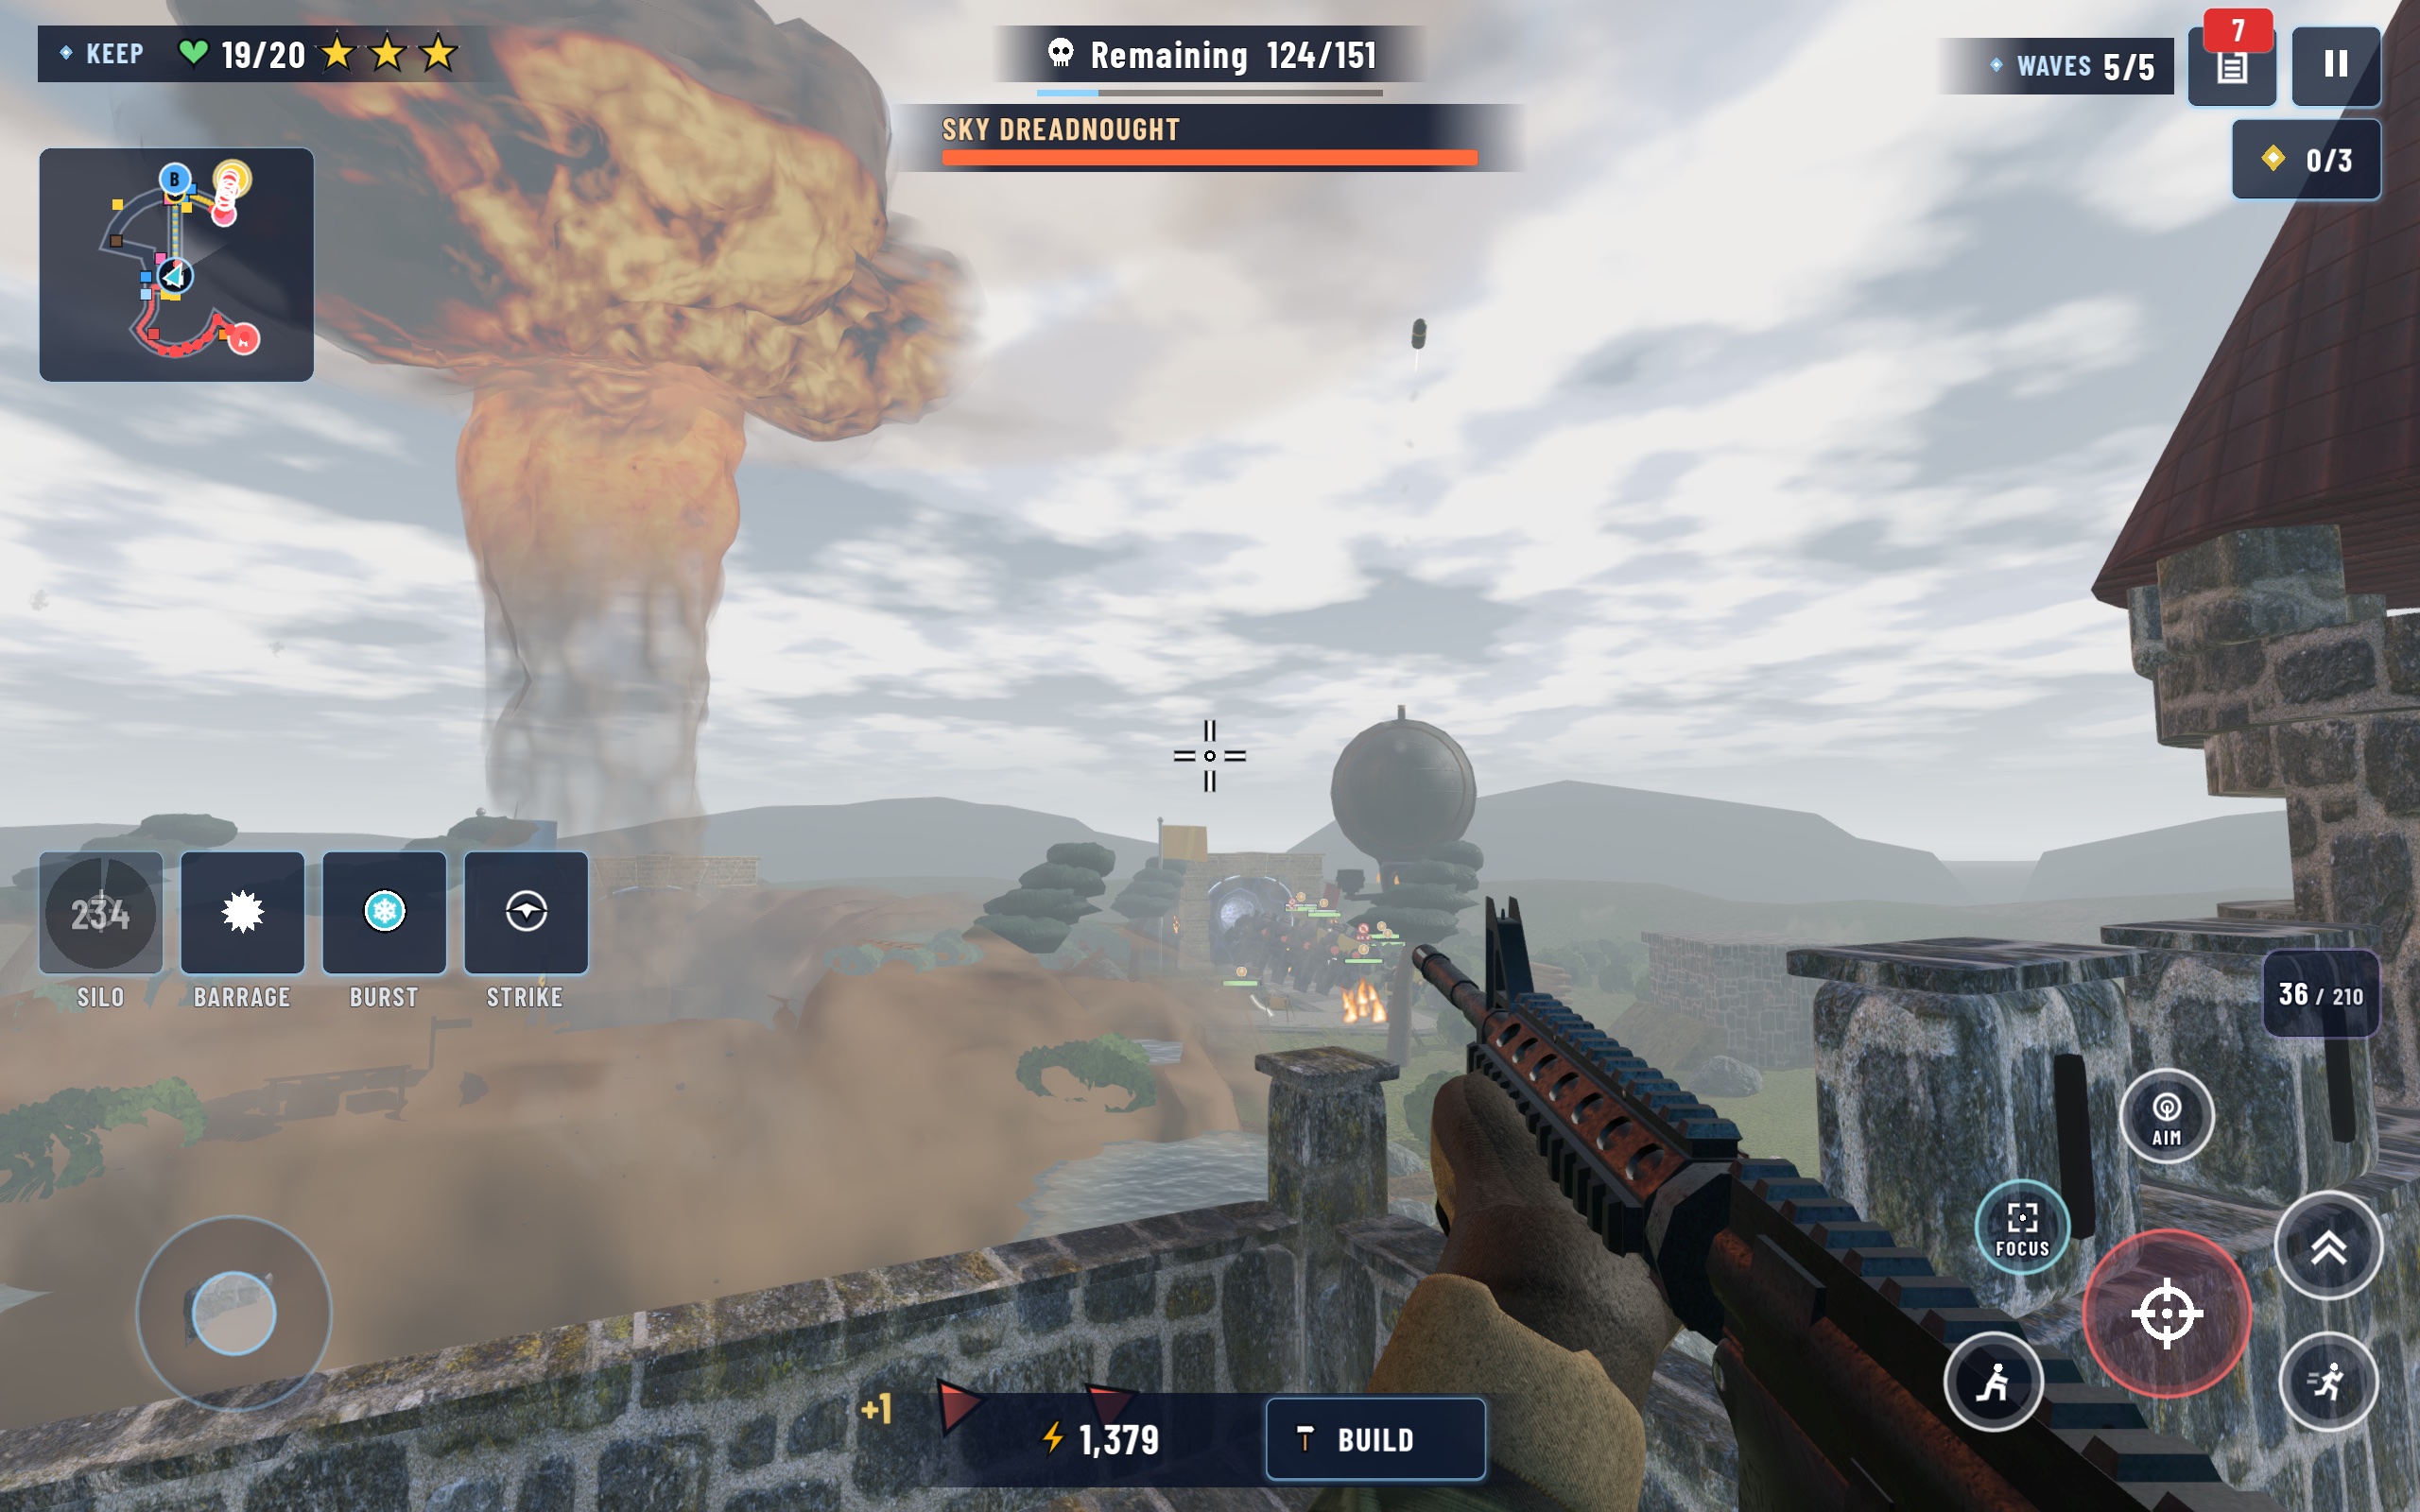 KEEP 19/20
Remaining 124/151
WAVES 5/5
7
SKY DREADNOUGHT
0/3
B
234
SILO
BARRAGE
BURST
STRIKE
36 / 210
AIM
FOCUS
+1
1,379
BUILD